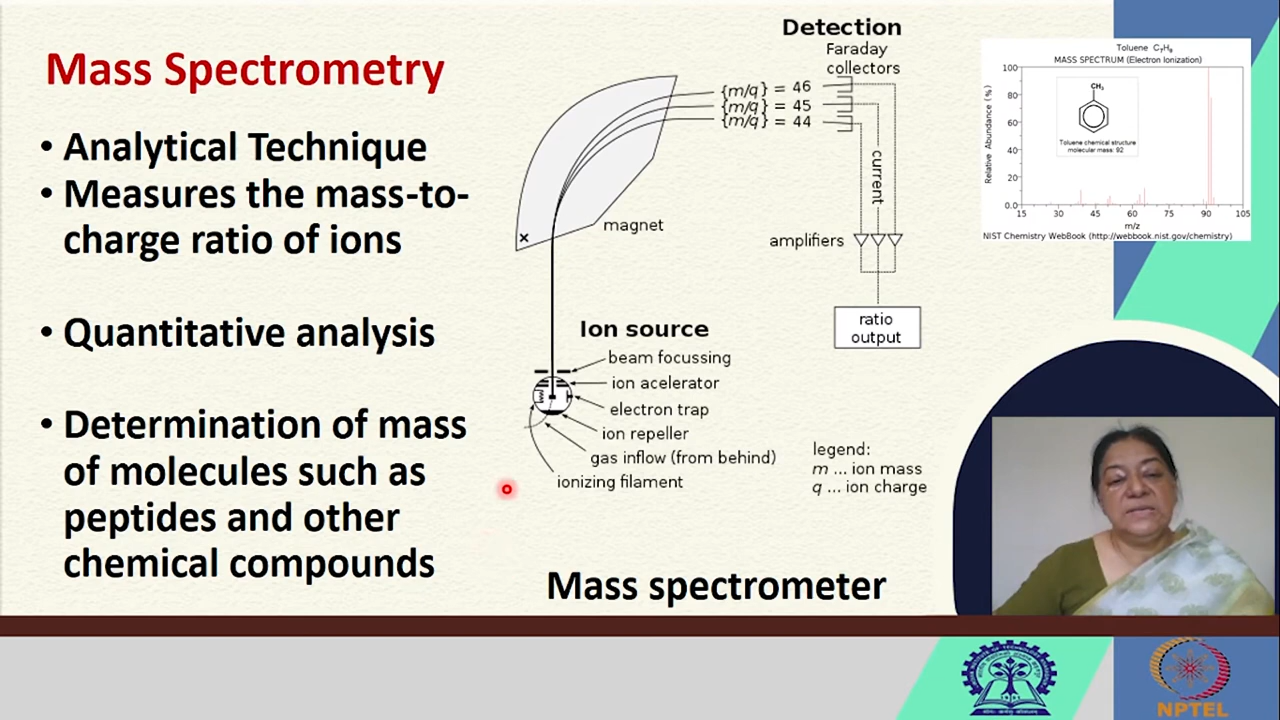 Mass Spectrometry
• Analytical Technique
• Measures the mass-to-
charge ratio of ions
• Quantitative analysis
• Determination of mass
of molecules such as
peptides and other
chemical compounds
Detection
Faraday
collectors
{m/q} = 46
{m/q} = 45
{m/q} = 44
current
magnet
amplifiers
ratio
output
Ion source
beam focussing
ion acelerator
electron trap
ion repeller
gas inflow (from behind)
ionizing filament
legend:
m ... ion mass
q ... ion charge
Mass spectrometer
Toluene C₇H₈
MASS SPECTRUM (Electron Ionization)
Relative Abundance (%)
100
80
60
40
20
0.0
CH₃
Toluene chemical structure
molecular mass: 92
15 30 45 60 75 90 105
m/z
NIST Chemistry WebBook (http://webbook.nist.gov/chemistry)
NPTEL